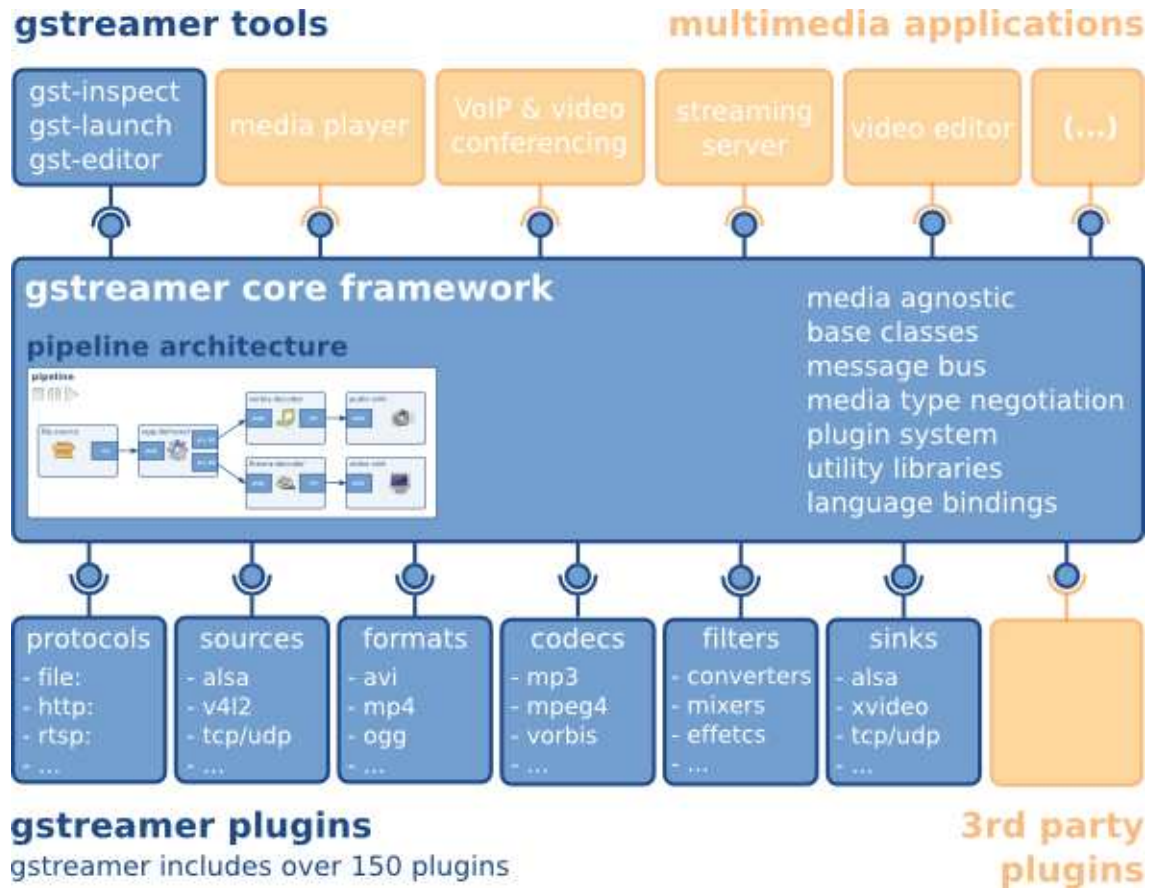 gstreamer tools
multimedia applications
gst-inspect
gst-launch
gst-editor
media player
VoIP & video
conferencing
streaming
server
video editor
(...)
gstreamer core framework
media agnostic
base classes
message bus
media type negotiation
plugin system
utility libraries
language bindings
pipeline architecture
pipeline
protocols
- file:
- http:
- rtsp:
- ...
sources
- alsa
- v4l2
- tcp/udp
- ...
formats
- avi
- mp4
- ogg
- ...
codecs
- mp3
- mpeg4
- vorbis
- ...
filters
- converters
- mixers
- effetcs
- ...
sinks
- alsa
- xvideo
- tcp/udp
- ...
gstreamer plugins
gstreamer includes over 150 plugins
3rd party
plugins